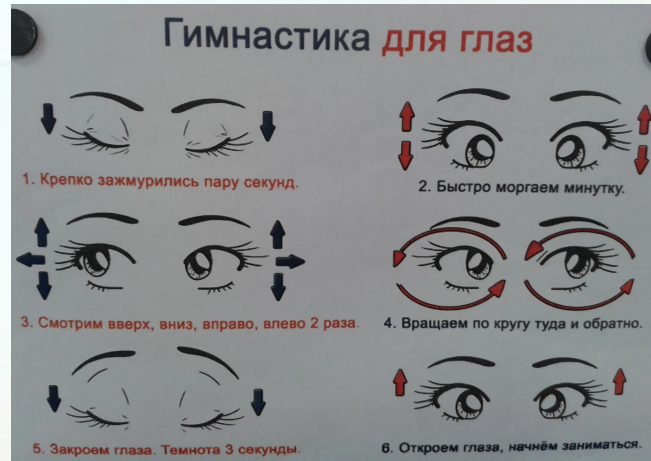 Гимнастика для глаз
1. Крепко зажмурились пару секунд.
2. Быстро моргаем минутку.
3. Смотрим вверх, вниз, вправо, влево 2 раза.
4. Вращаем по кругу туда и обратно.
5. Закроем глаза. Темнота 3 секунды.
6. Откроем глаза, начнём заниматься.